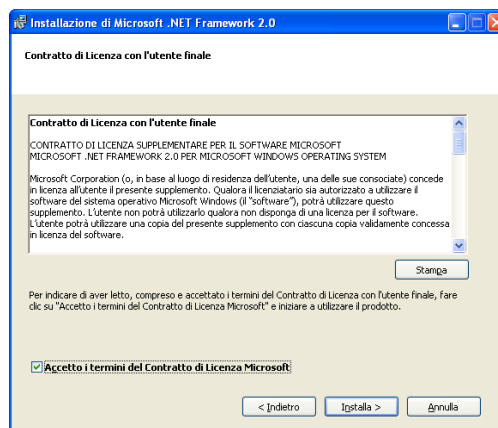 Installazione di Microsoft .NET Framework 2.0
Contratto di Licenza con l'utente finale
Contratto di Licenza con l'utente finale
CONTRATTO DI LICENZA SUPPLEMENTARE PER IL SOFTWARE MICROSOFT
MICROSOFT .NET FRAMEWORK 2.0 PER MICROSOFT WINDOWS OPERATING SYSTEM
Microsoft Corporation (o, in base al luogo di residenza dell'utente, una delle sue consociate) concede
in licenza all'utente il presente supplemento. Qualora il licenziatario sia autorizzato a utilizzare il
software del sistema operativo Microsoft Windows (il "software"), potrà utilizzare questo
supplemento. L'utente non potrà utilizzarlo qualora non disponga di una licenza per il software.
L'utente potrà utilizzare una copia del presente supplemento con ciascuna copia validamente concessa
in licenza del software.
Stampa
Per indicare di aver letto, compreso e accettato i termini del Contratto di Licenza con l'utente finale, fare
clic su "Accetto i termini del Contratto di Licenza Microsoft" e iniziare a utilizzare il prodotto.
Accetto i termini del Contratto di Licenza Microsoft
< Indietro
Installa >
Annulla